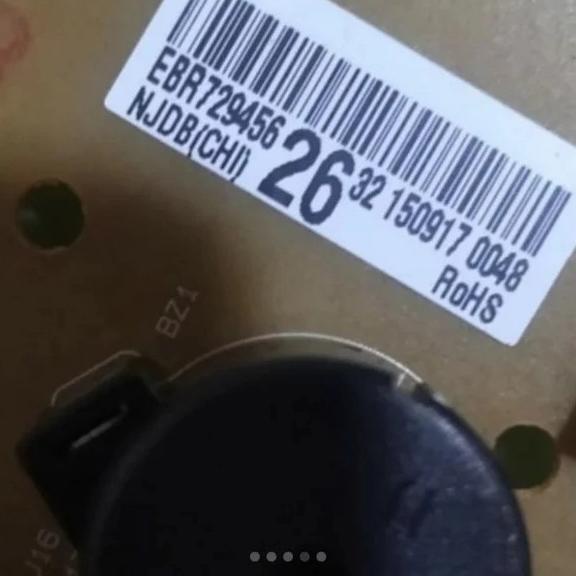 EBR729456 26 32 150917 0048
NJDB(CHI)
RoHS
BZ1
J16